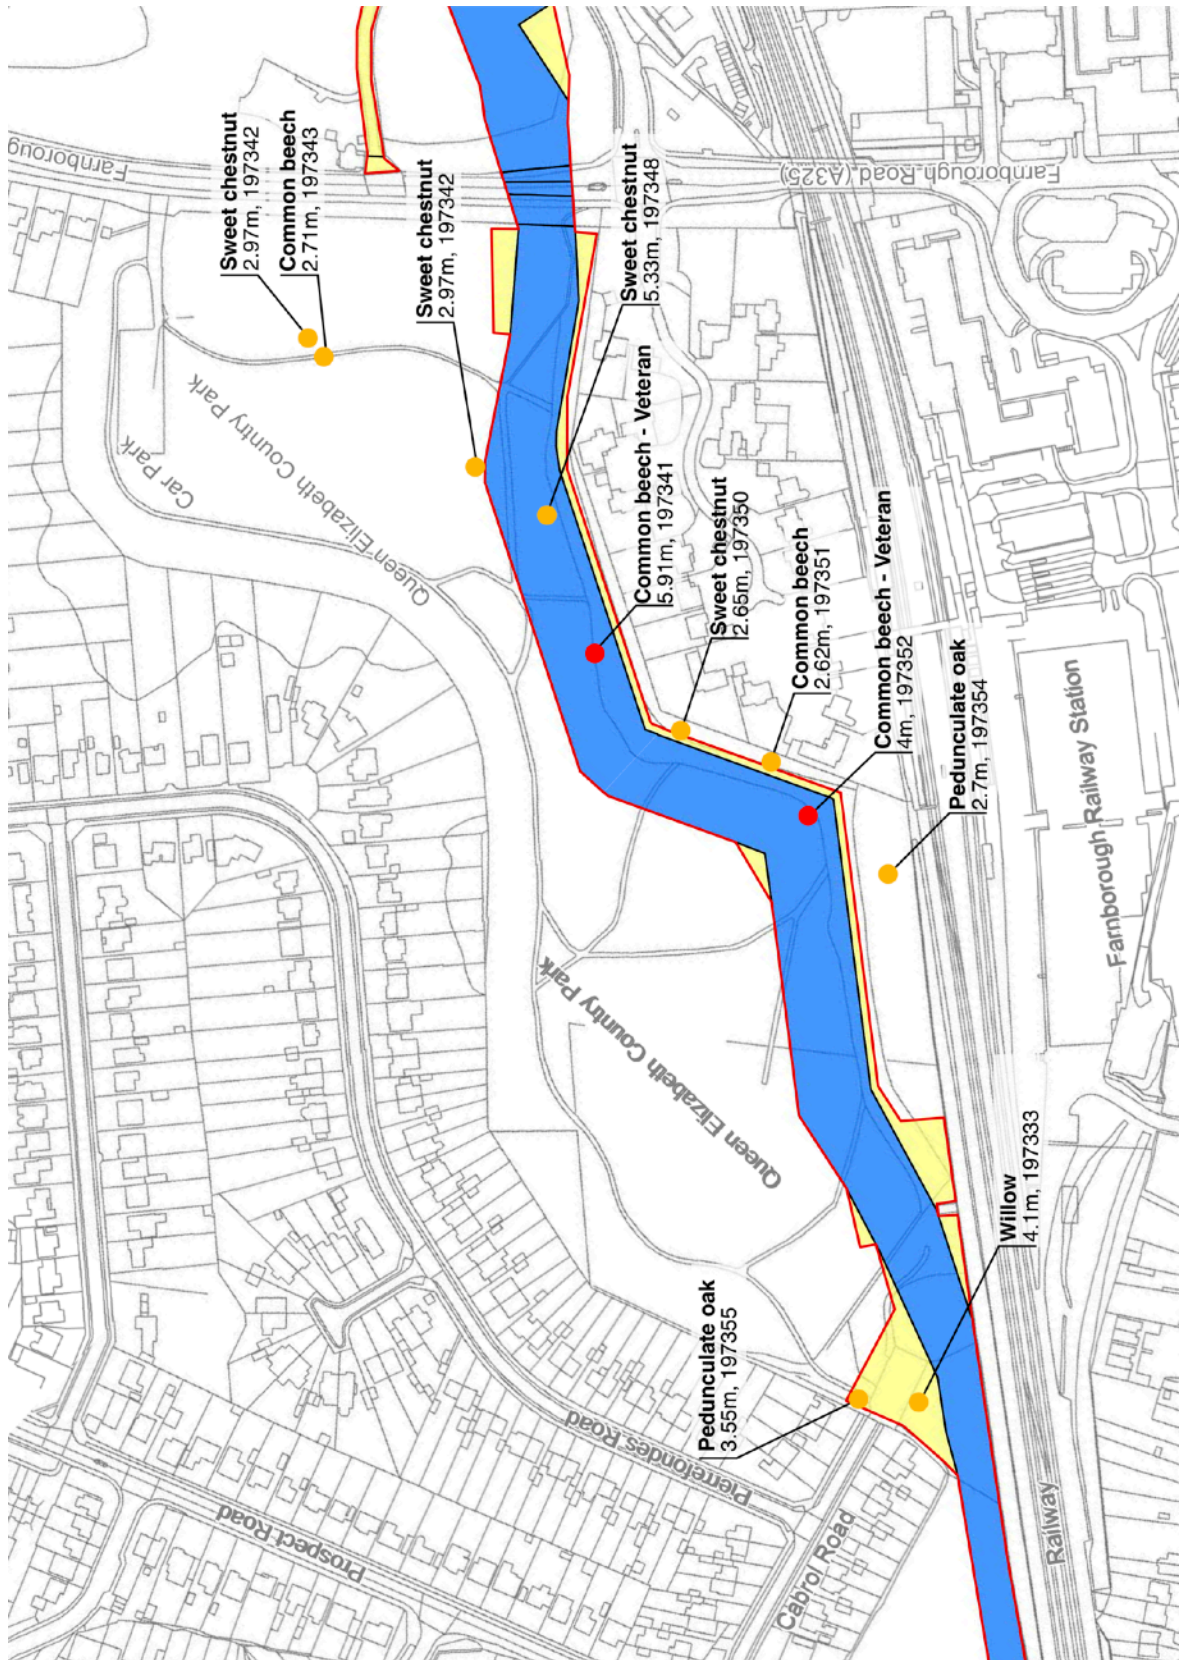 Farnboroug
Sweet chestnut
2.97m, 197342
Common beech
2.71m, 197343
Sweet chestnut
2.97m, 197342
Sweet chestnut
5.33m, 197348
Farnborough Road (A325)
Car Park
Queen Elizabeth Country Park
Common beech - Veteran
5.91m, 197341
Sweet chestnut
2.65m, 197350
Common beech
2.62m, 197351
Common beech - Veteran
4m, 197352
Pedunculate oak
2.7m, 197354
Farnborough Railway Station
Queen Elizabeth Country Park
Willow
4.1m, 197333
Pedunculate oak
3.55m, 197355
Pierrefondes Road
Prospect Road
Cabrol Road
Railway